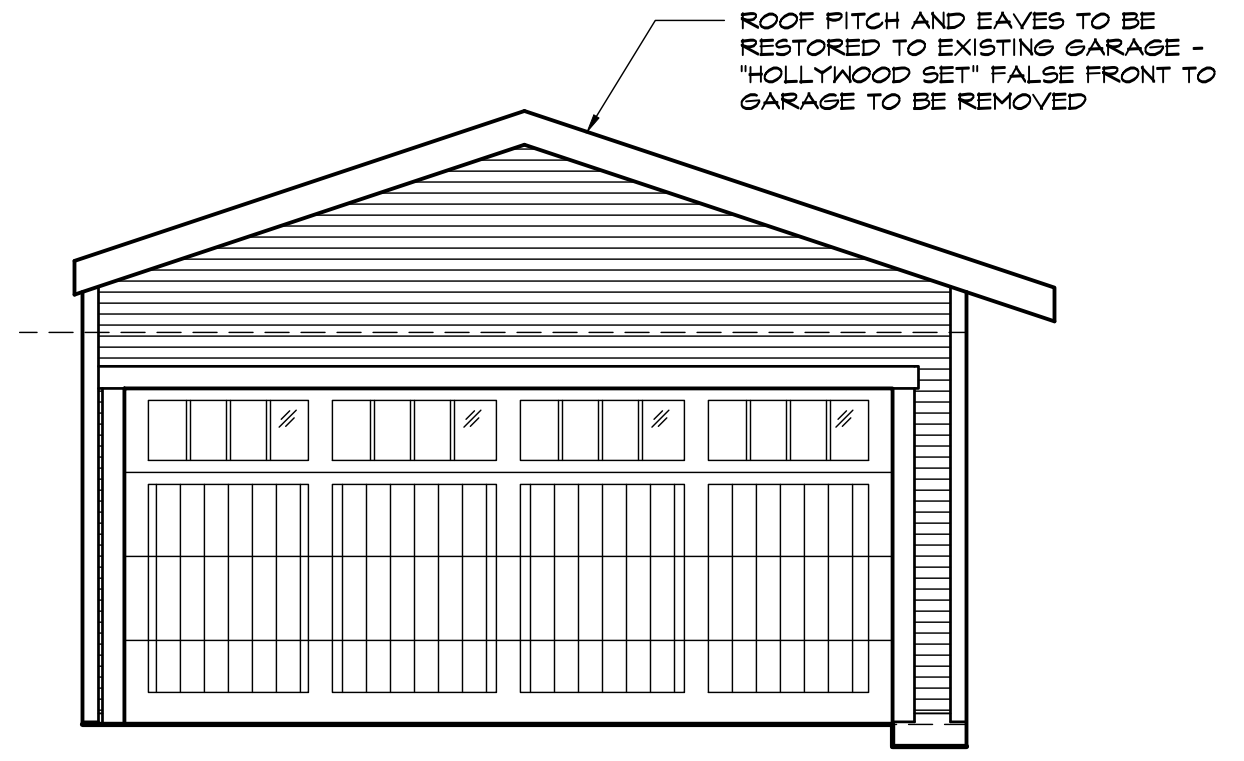 ROOF PITCH AND EAVES TO BE
RESTORED TO EXISTING GARAGE -
"HOLLYWOOD SET" FALSE FRONT TO
GARAGE TO BE REMOVED